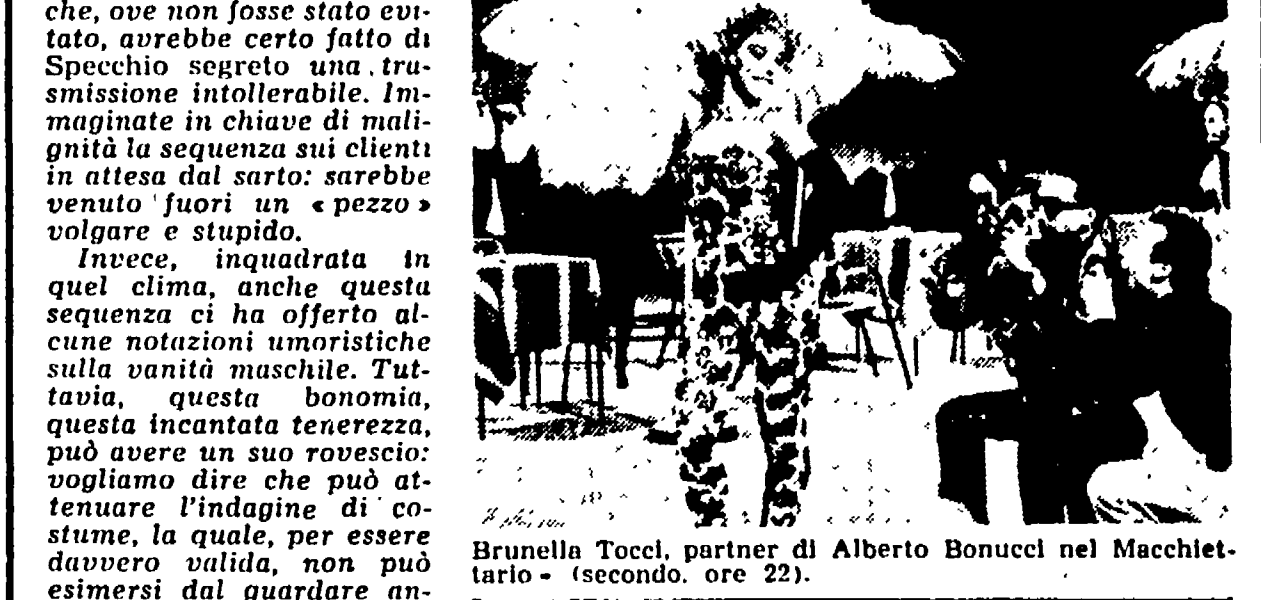 che, ove non fosse stato evi-
tato, avrebbe certo fatto di
Specchio segreto una tra-
smissione intollerabile. Im-
maginate in chiave di mali-
gnità la sequenza sui clienti
in attesa dal sarto: sarebbe
venuto fuori un « pezzo »
volgare e stupido.
Invece, inquadrata in
quel clima, anche questa
sequenza ci ha offerto al-
cune notazioni umoristiche
sulla vanità maschile. Tut-
tavia, questa bonomia,
questa incantata tenerezza,
può avere un suo rovescio:
vogliamo dire che può at-
tenuare l'indagine di co-
stume, la quale, per essere
davvero valida, non può
esimersi dal guardare an-
Brunella Tocci, partner di Alberto Bonucci nel Macchiet-
tario - (secondo. ore 22).